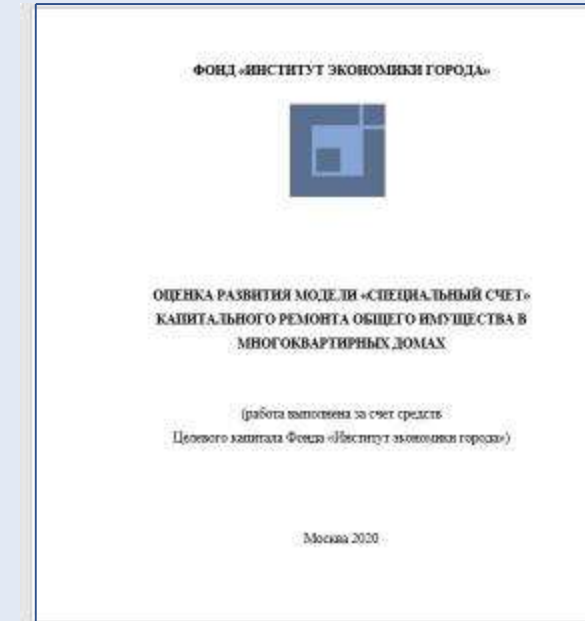 ФОНД «ИНСТИТУТ ЭКОНОМИКИ ГОРОДА»
ОЦЕНКА РАЗВИТИЯ МОДЕЛИ «СПЕЦИАЛЬНЫЙ СЧЕТ»
КАПИТАЛЬНОГО РЕМОНТА ОБЩЕГО ИМУЩЕСТВА В
МНОГОКВАРТИРНЫХ ДОМАХ
(работа выполнена за счет средств
Целевого капитала Фонда «Институт экономики города»)
Москва 2020